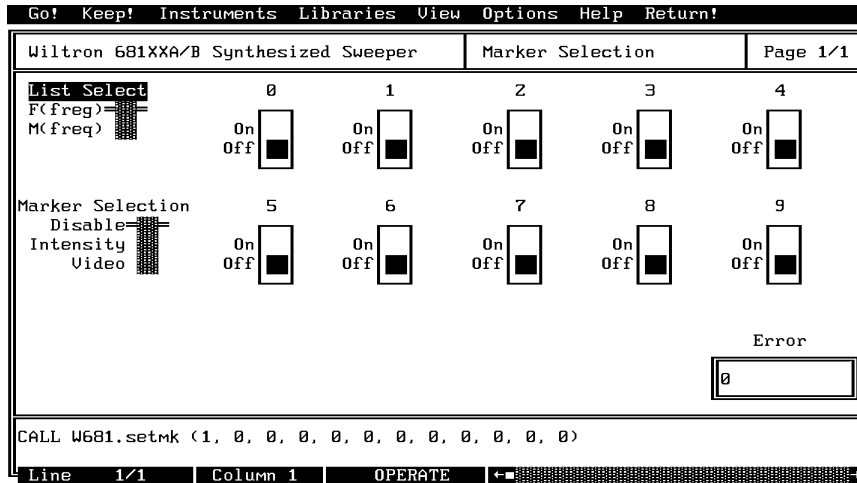 Go! Keep! Instruments Libraries View Options Help Return!
Wiltron 681XXA/B Synthesized Sweeper Marker Selection Page 1/1
List Select 0 1 2 3 4
F(freg)
M(freq) On On On On On
Off Off Off Off Off
Marker Selection 5 6 7 8 9
Disable
Intensity On On On On On
Video Off Off Off Off Off
Error
0
CALL W681.setmk (1, 0, 0, 0, 0, 0, 0, 0, 0, 0, 0, 0)
Line 1/1 Column 1 OPERATE